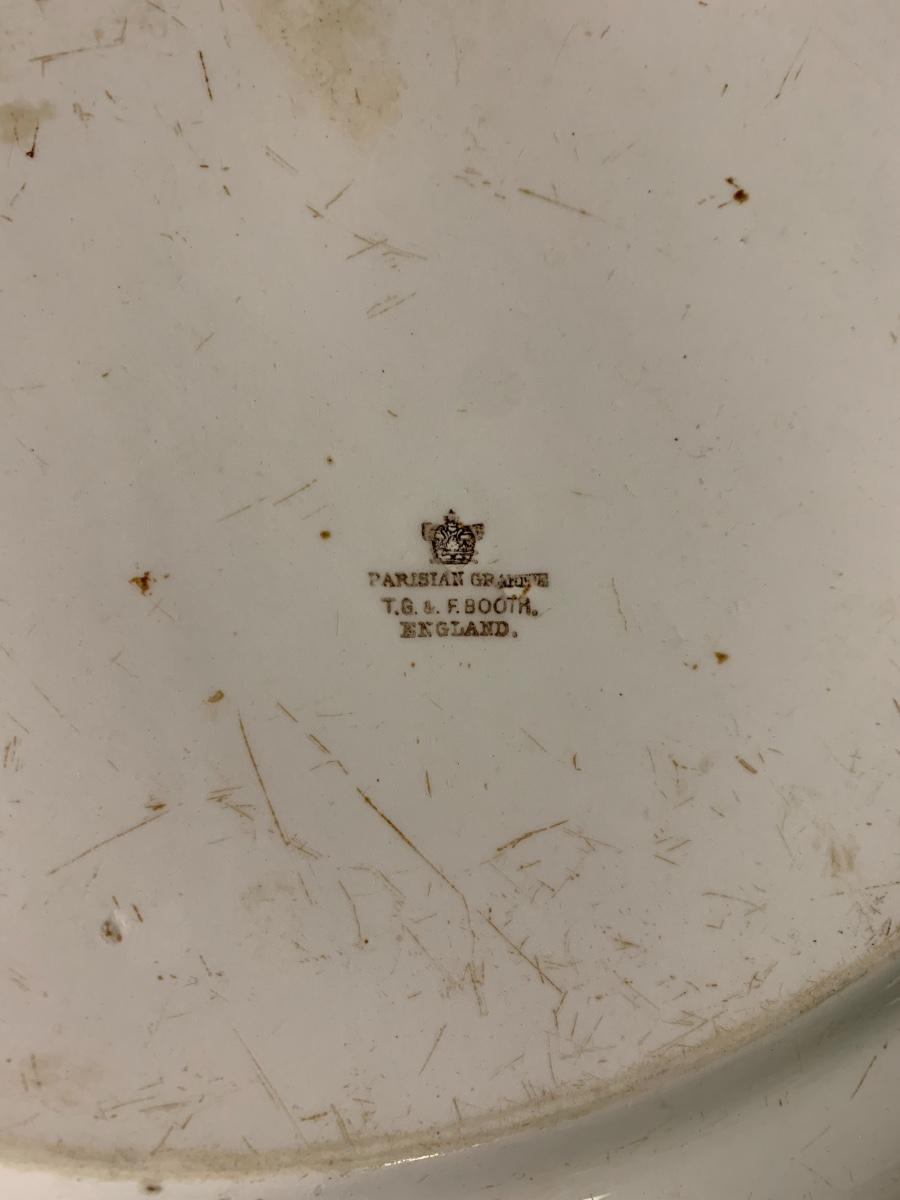 PARISIAN GRANITE
T.G. & F. BOOTH.
ENGLAND.